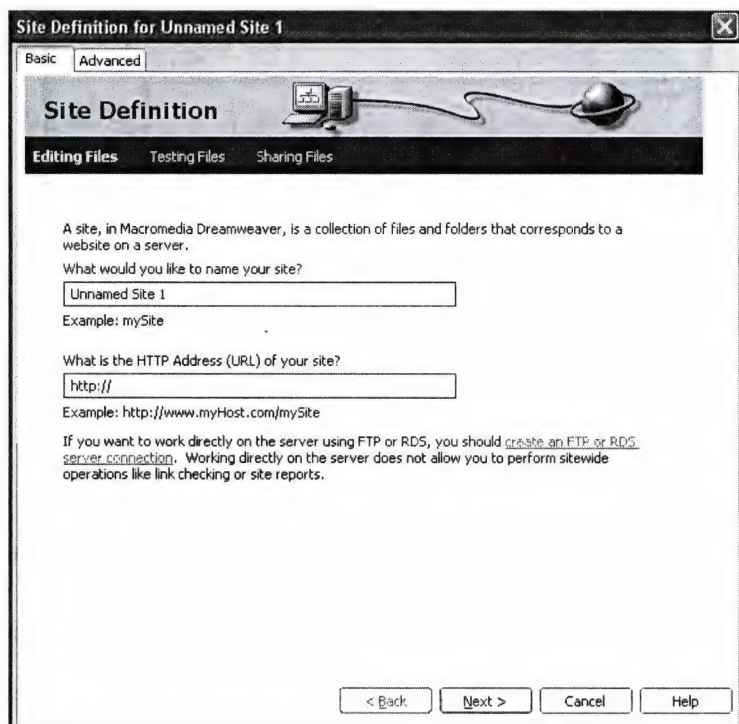 Site Definition for Unnamed Site 1
Basic
Advanced
Site Definition
Editing Files Testing Files Sharing Files
A site, in Macromedia Dreamweaver, is a collection of files and folders that corresponds to a
website on a server.
What would you like to name your site?
Unnamed Site 1
Example: mySite
What is the HTTP Address (URL) of your site?
http://
Example: http://www.myHost.com/mySite
If you want to work directly on the server using FTP or RDS, you should create an FTP or RDS
server connection. Working directly on the server does not allow you to perform sitewide
operations like link checking or site reports.
< Back
Next >
Cancel
Help